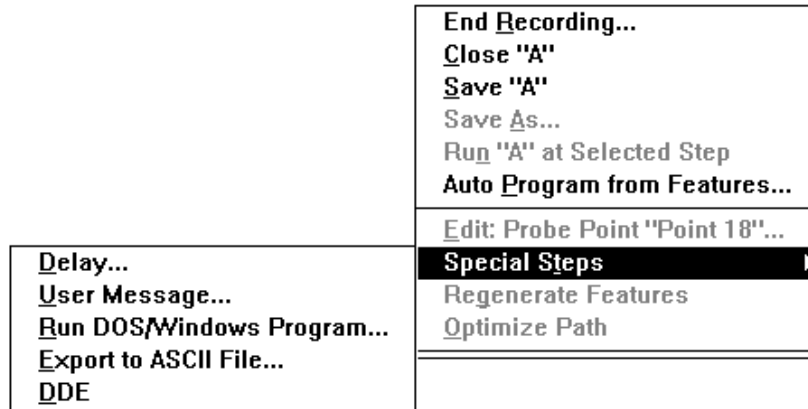 End Recording...
Close "A"
Save "A"
Save As...
Run "A" at Selected Step
Auto Program from Features...
Edit: Probe Point "Point 18"...
Special Steps
Regenerate Features
Optimize Path
Delay...
User Message...
Run DOS/Windows Program...
Export to ASCII File...
DDE